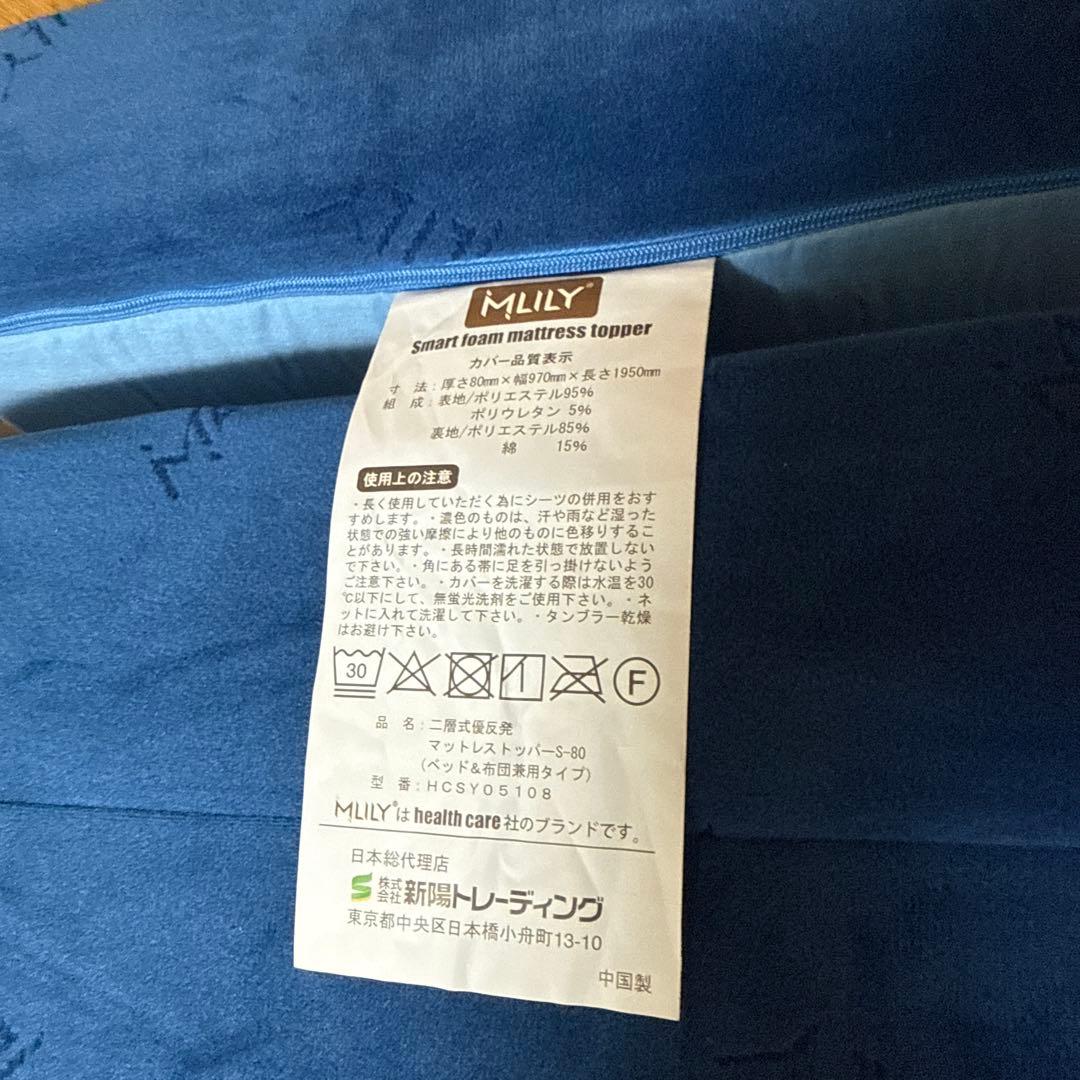 MLILY®
Smart foam mattress topper
カバー品質表示
寸 法：厚さ80mm×幅970mm×長さ1950mm
組 成：表地/ポリエステル95%
ポリウレタン 5%
裏地/ポリエステル85%
綿 15%
使用上の注意
・長く使用していただく為にシーツの併用をおす
すめします。・濃色のものは、汗や雨など湿った
状態での強い摩擦により他のものに色移りするこ
とがあります。・長時間濡れた状態で放置しない
で下さい。・角にある帯に足を引っ掛けないよう
ご注意下さい。・カバーを洗濯する際は水温を30
℃以下にして、無蛍光洗剤をご使用下さい。・ネ
ットに入れて洗濯して下さい。・タンブラー乾燥
はお避け下さい。
30 F
品 名：二層式優反発
マットレストッパーS-80
（ベッド&布団兼用タイプ）
型 番：HCSY05108
MLILY®は health care 社のブランドです。
日本総代理店
株式会社 新陽トレーディング
東京都中央区日本橋小舟町13-10
中国製